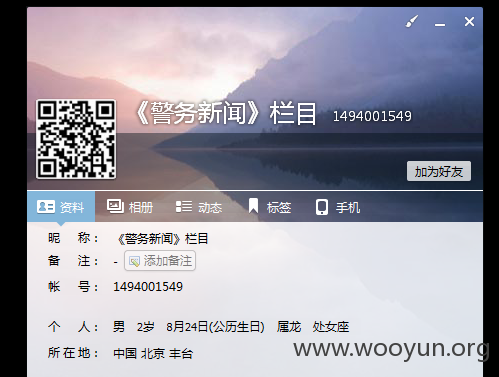 《警务新闻》栏目 1494001549
加为好友
资料 相册 动态 标签 手机
昵 称： 《警务新闻》栏目
备 注： - 添加备注
帐 号： 1494001549
个 人： 男 2岁 8月24日(公历生日) 属龙 处女座
所在地： 中国 北京 丰台
www.wooyun.org